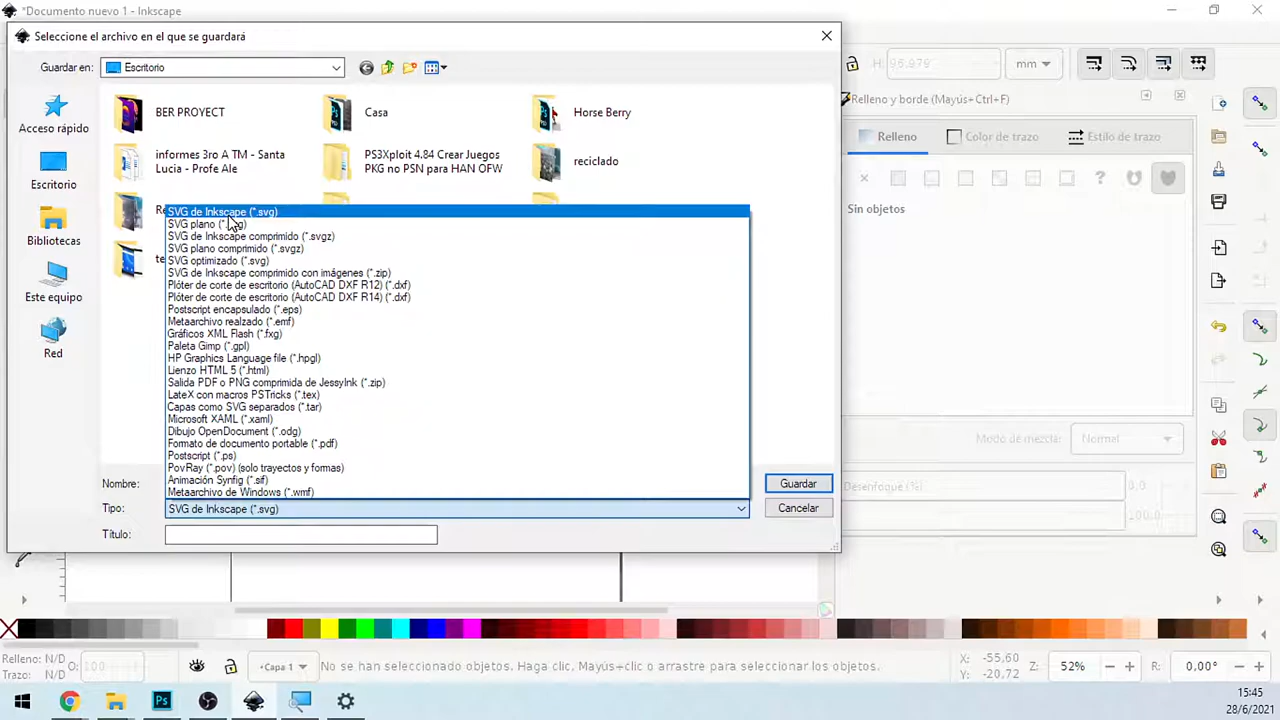 *Documento nuevo 1 - Inkscape
Seleccione el archivo en el que se guardará
Guardar en:
Escritorio
H:
95,979
mm
Acceso rápido
Escritorio
Bibliotecas
Este equipo
Red
BER PROYECT
Casa
Horse Berry
informes 3ro A TM - Santa
Lucia - Profe Ale
PS3Xploit 4.84 Crear Juegos
PKG no PSN para HAN OFW
reciclado
SVG de Inkscape (*.svg)
SVG plano
SVG de Inkscape comprimido (*.svgz)
SVG plano comprimido (*.svgz)
SVG optimizado (*.svg)
SVG de Inkscape comprimido con imágenes (*.zip)
Plóter de corte de escritorio (AutoCAD DXF R12) (*.dxf)
Plóter de corte de escritorio (AutoCAD DXF R14) (*.dxf)
Postscript encapsulado (*.eps)
Metaarchivo realzado (*.emf)
Gráficos XML Flash (*.fxg)
Paleta Gimp (*.gpl)
HP Graphics Language file (*.hpgl)
Lienzo HTML 5 (*.html)
Salida PDF o PNG comprimida de JessyInk (*.zip)
LateX con macros PSTricks (*.tex)
Capas como SVG separados (*.tar)
Microsoft XAML (*.xaml)
Dibujo OpenDocument (*.odg)
Formato de documento portable (*.pdf)
Postscript (*.ps)
PovRay (*.pov) (solo trayectos y formas)
Animación Synfig (*.sif)
Metaarchivo de Windows (*.wmf)
Nombre:
Guardar
Tipo:
SVG de Inkscape (*.svg)
Cancelar
Título:
Relleno y borde (Mayús+Ctrl+F)
Relleno
Color de trazo
Estilo de trazo
Sin objetos
Modo de mezcla:
Normal
Desenfoque (%)
0,0
100,0
Relleno: N/D
Trazo: N/D
O:
100
Capa 1
No se han seleccionado objetos. Haga clic, Mayús+clic o arrastre para seleccionar los objetos.
X:
-55,60
Y:
-20,72
Z:
52%
R:
0,00°
Ps
15:45
28/6/2021